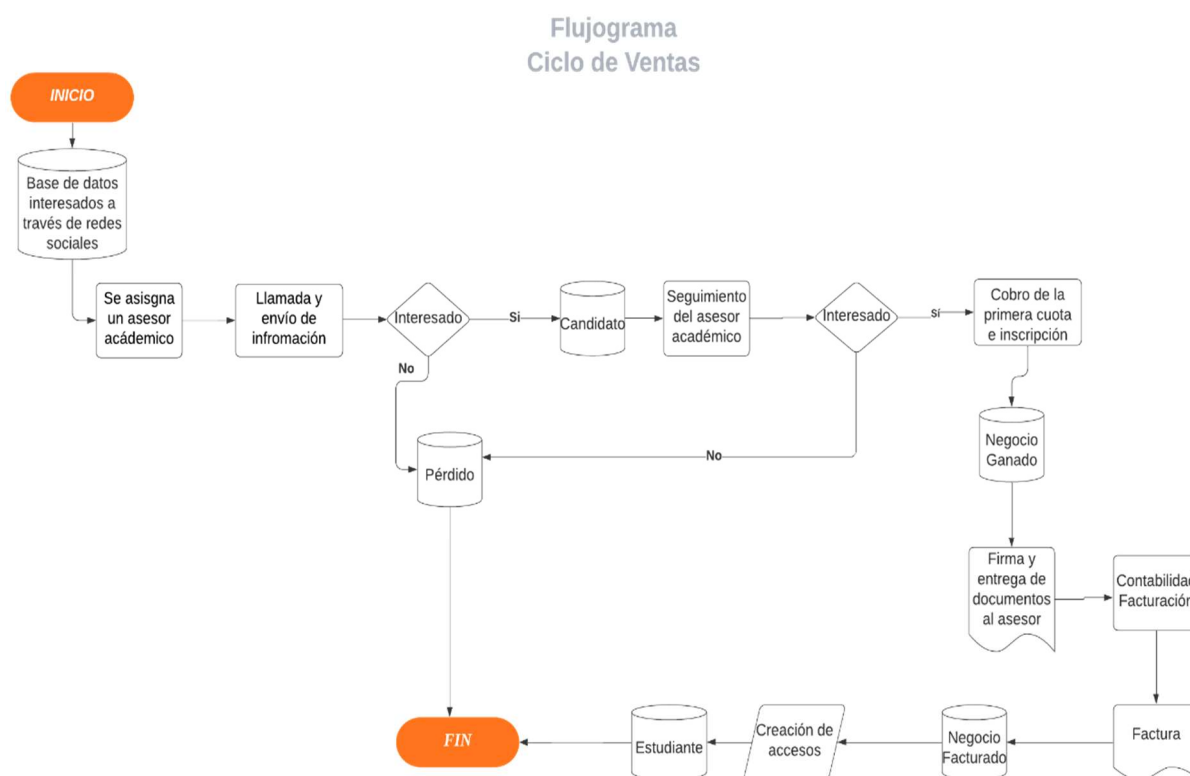 Flujograma
Ciclo de Ventas
INICIO
Base de datos
interesados a
través de redes
sociales
Se asisgna
un asesor
acádemico
Llamada y
envío de
infromación
Interesado
Si
Candidato
Seguimiento
del asesor
académico
Interesado
sí
Cobro de la
primera cuota
e inscripción
No
No
Pérdido
Negocio
Ganado
Firma y
entrega de
documentos
al asesor
Contabilidad
Facturación
Factura
Negocio
Facturado
Creación de
accesos
Estudiante
FIN